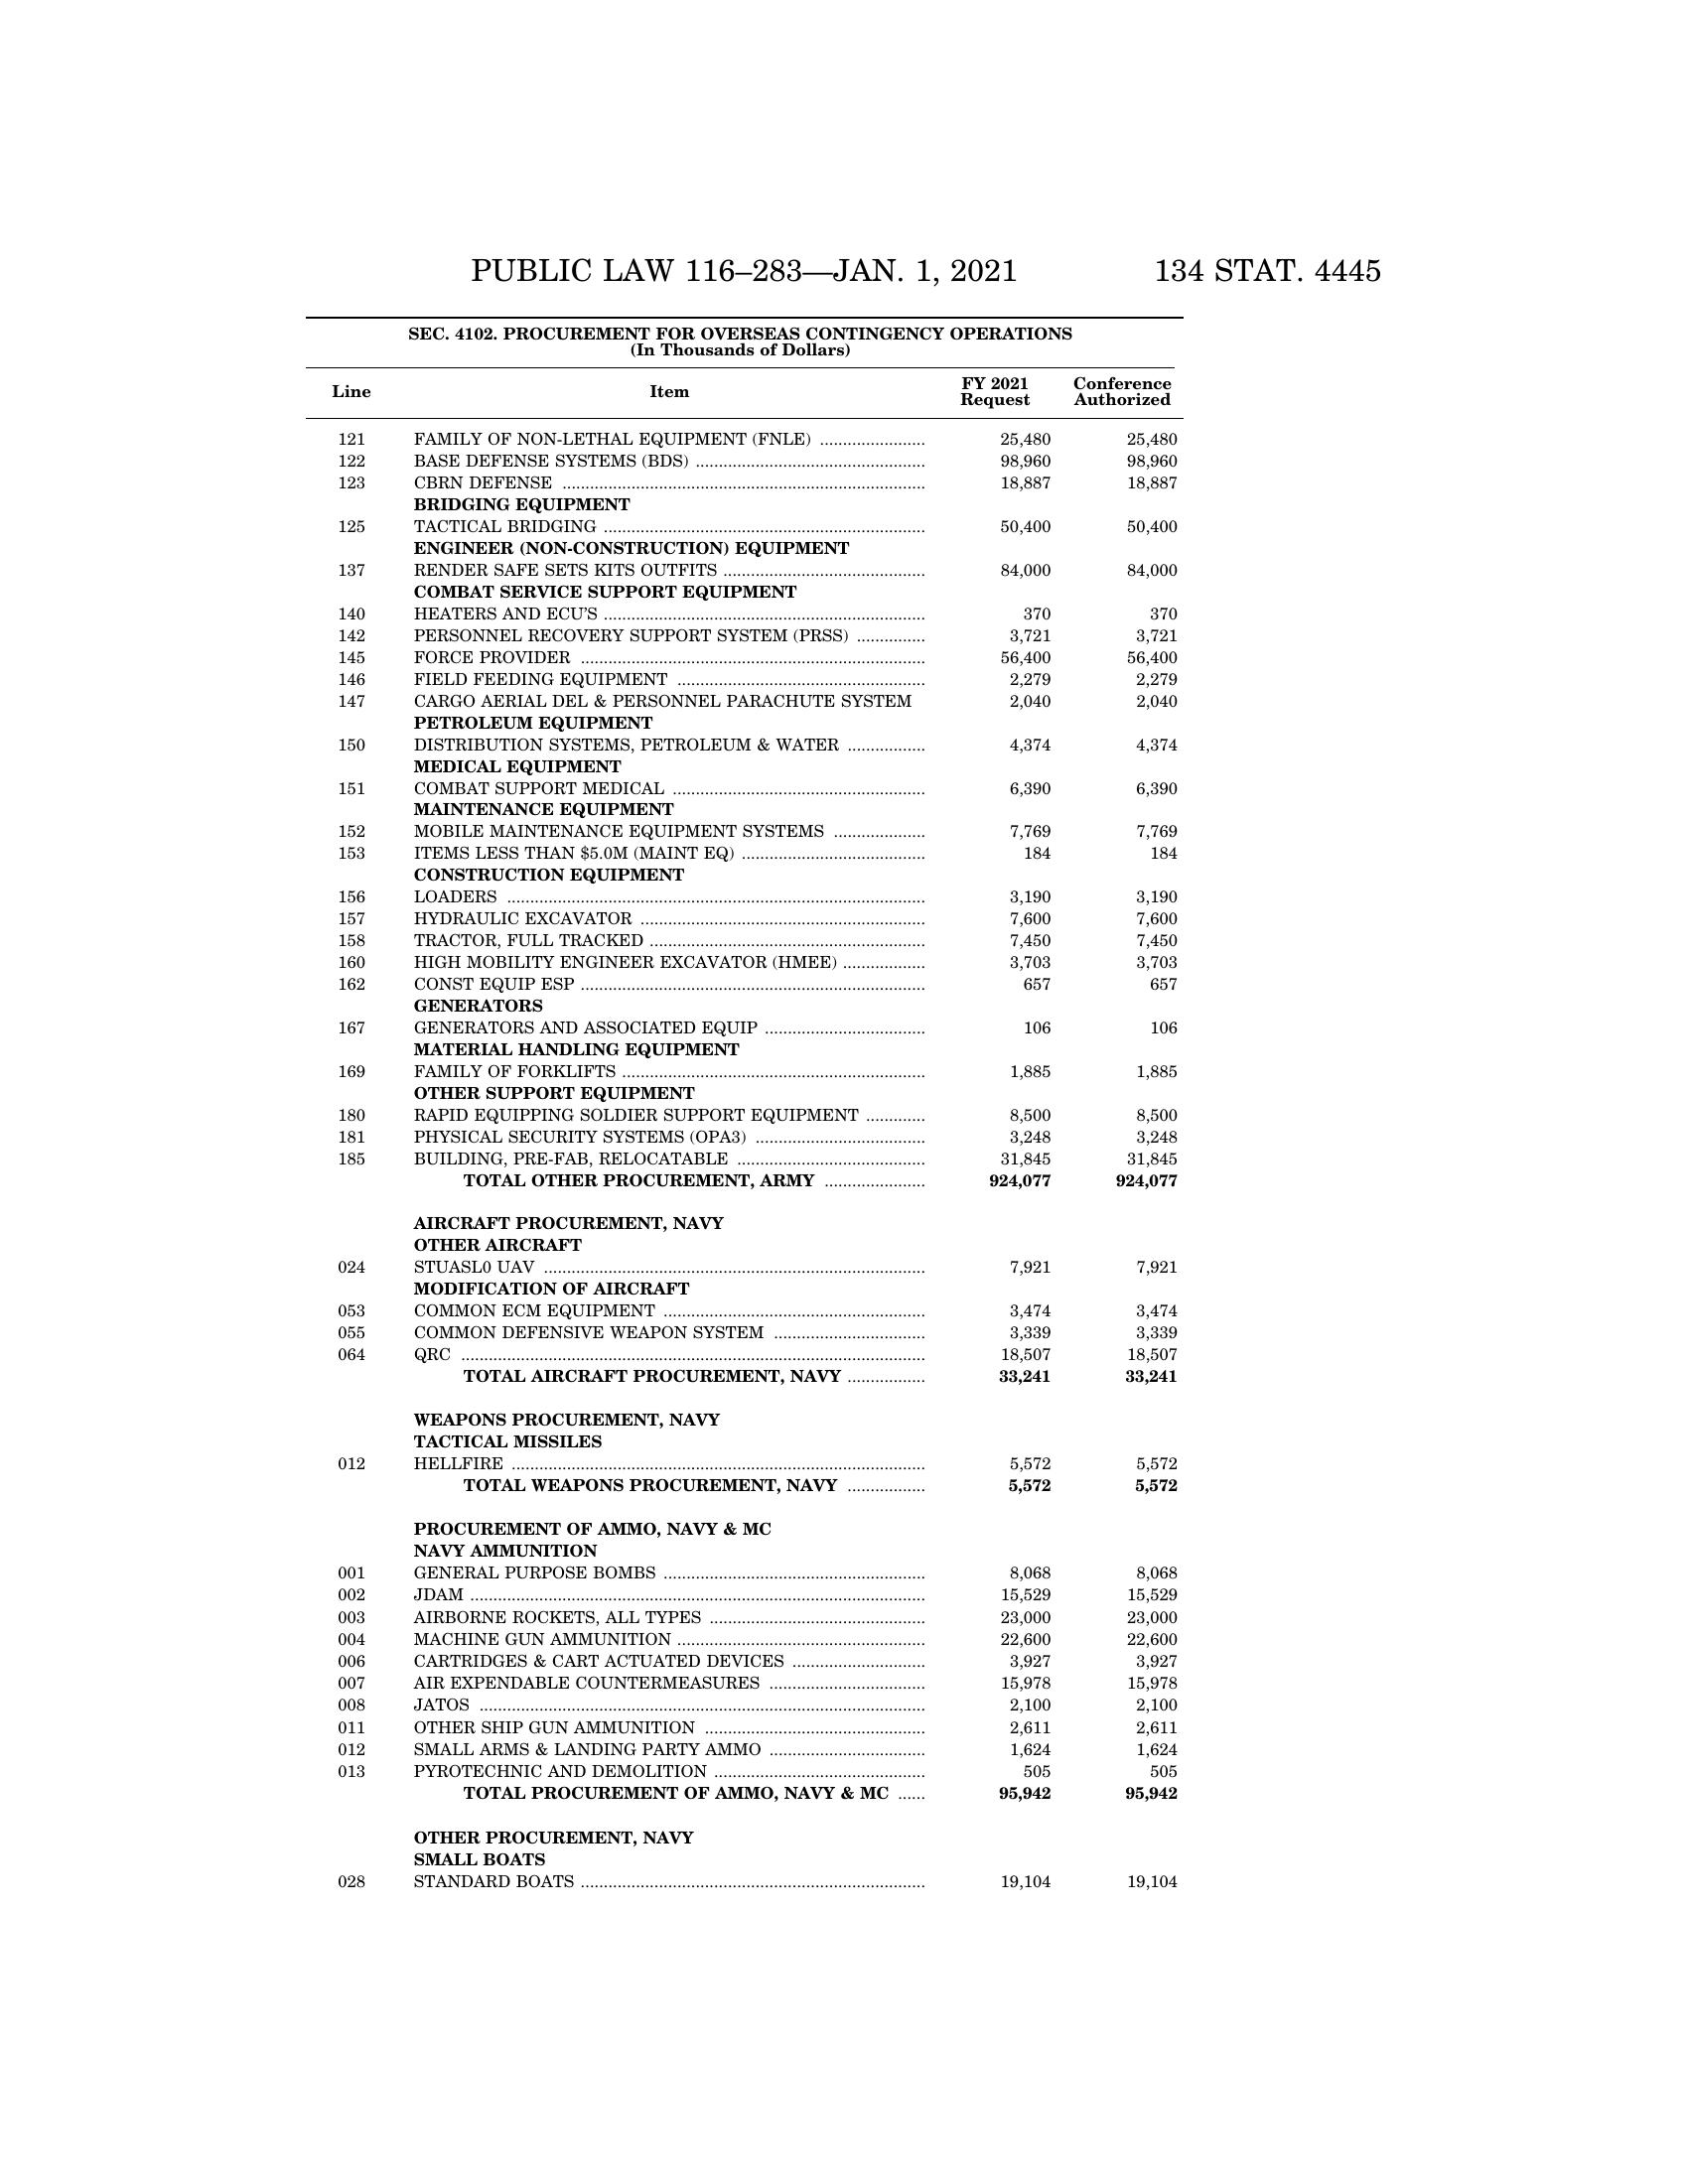 PUBLIC LAW 116–283—JAN. 1, 2021 134 STAT. 4445
SEC. 4102. PROCUREMENT FOR OVERSEAS CONTINGENCY OPERATIONS
(In Thousands of Dollars)
Line Item FY 2021 Request Conference Authorized
121 FAMILY OF NON-LETHAL EQUIPMENT (FNLE) ....................... 25,480 25,480
122 BASE DEFENSE SYSTEMS (BDS) .................................................. 98,960 98,960
123 CBRN DEFENSE ............................................................................... 18,887 18,887
BRIDGING EQUIPMENT
125 TACTICAL BRIDGING ...................................................................... 50,400 50,400
ENGINEER (NON-CONSTRUCTION) EQUIPMENT
137 RENDER SAFE SETS KITS OUTFITS ............................................ 84,000 84,000
COMBAT SERVICE SUPPORT EQUIPMENT
140 HEATERS AND ECU'S ...................................................................... 370 370
142 PERSONNEL RECOVERY SUPPORT SYSTEM (PRSS) ............... 3,721 3,721
145 FORCE PROVIDER ........................................................................... 56,400 56,400
146 FIELD FEEDING EQUIPMENT ...................................................... 2,279 2,279
147 CARGO AERIAL DEL & PERSONNEL PARACHUTE SYSTEM 2,040 2,040
PETROLEUM EQUIPMENT
150 DISTRIBUTION SYSTEMS, PETROLEUM & WATER ................. 4,374 4,374
MEDICAL EQUIPMENT
151 COMBAT SUPPORT MEDICAL ....................................................... 6,390 6,390
MAINTENANCE EQUIPMENT
152 MOBILE MAINTENANCE EQUIPMENT SYSTEMS .................... 7,769 7,769
153 ITEMS LESS THAN $5.0M (MAINT EQ) ........................................ 184 184
CONSTRUCTION EQUIPMENT
156 LOADERS ........................................................................................... 3,190 3,190
157 HYDRAULIC EXCAVATOR .............................................................. 7,600 7,600
158 TRACTOR, FULL TRACKED ............................................................ 7,450 7,450
160 HIGH MOBILITY ENGINEER EXCAVATOR (HMEE) .................. 3,703 3,703
162 CONST EQUIP ESP ........................................................................... 657 657
GENERATORS
167 GENERATORS AND ASSOCIATED EQUIP ................................... 106 106
MATERIAL HANDLING EQUIPMENT
169 FAMILY OF FORKLIFTS .................................................................. 1,885 1,885
OTHER SUPPORT EQUIPMENT
180 RAPID EQUIPPING SOLDIER SUPPORT EQUIPMENT ............. 8,500 8,500
181 PHYSICAL SECURITY SYSTEMS (OPA3) ..................................... 3,248 3,248
185 BUILDING, PRE-FAB, RELOCATABLE ......................................... 31,845 31,845
TOTAL OTHER PROCUREMENT, ARMY ...................... 924,077 924,077
AIRCRAFT PROCUREMENT, NAVY
OTHER AIRCRAFT
024 STUASL0 UAV ................................................................................... 7,921 7,921
MODIFICATION OF AIRCRAFT
053 COMMON ECM EQUIPMENT ......................................................... 3,474 3,474
055 COMMON DEFENSIVE WEAPON SYSTEM ................................. 3,339 3,339
064 QRC ..................................................................................................... 18,507 18,507
TOTAL AIRCRAFT PROCUREMENT, NAVY ................. 33,241 33,241
WEAPONS PROCUREMENT, NAVY
TACTICAL MISSILES
012 HELLFIRE .......................................................................................... 5,572 5,572
TOTAL WEAPONS PROCUREMENT, NAVY ................. 5,572 5,572
PROCUREMENT OF AMMO, NAVY & MC
NAVY AMMUNITION
001 GENERAL PURPOSE BOMBS ......................................................... 8,068 8,068
002 JDAM ................................................................................................... 15,529 15,529
003 AIRBORNE ROCKETS, ALL TYPES ............................................... 23,000 23,000
004 MACHINE GUN AMMUNITION ...................................................... 22,600 22,600
006 CARTRIDGES & CART ACTUATED DEVICES ............................. 3,927 3,927
007 AIR EXPENDABLE COUNTERMEASURES .................................. 15,978 15,978
008 JATOS ................................................................................................. 2,100 2,100
011 OTHER SHIP GUN AMMUNITION ................................................ 2,611 2,611
012 SMALL ARMS & LANDING PARTY AMMO .................................. 1,624 1,624
013 PYROTECHNIC AND DEMOLITION .............................................. 505 505
TOTAL PROCUREMENT OF AMMO, NAVY & MC ...... 95,942 95,942
OTHER PROCUREMENT, NAVY
SMALL BOATS
028 STANDARD BOATS ........................................................................... 19,104 19,104